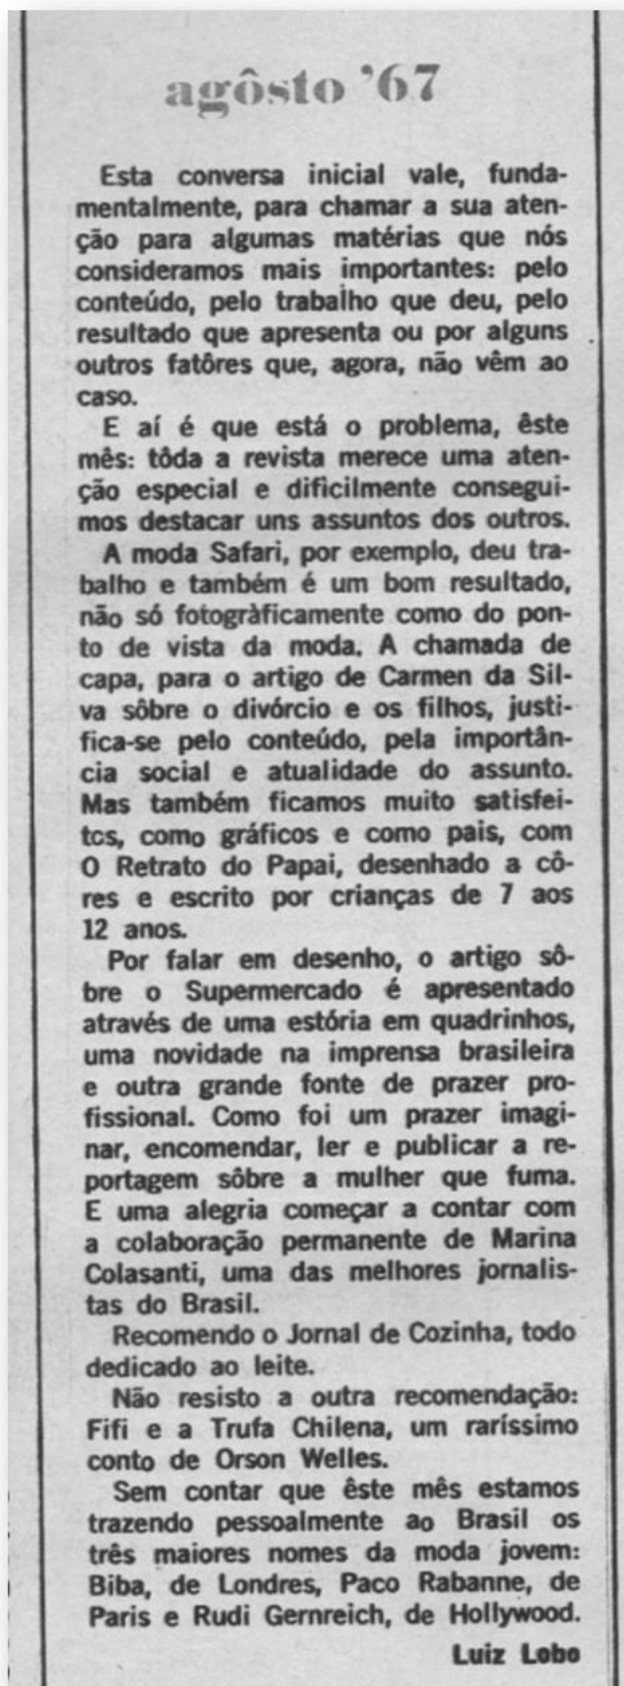 agôsto '67
Esta conversa inicial vale, funda-
mentalmente, para chamar a sua aten-
ção para algumas matérias que nós
consideramos mais importantes: pelo
conteúdo, pelo trabalho que deu, pelo
resultado que apresenta ou por alguns
outros fatôres que, agora, não vêm ao
caso.
E aí é que está o problema, êste
mês: tôda a revista merece uma aten-
ção especial e dificilmente consegui-
mos destacar uns assuntos dos outros.
A moda Safari, por exemplo, deu tra-
balho e também é um bom resultado,
não só fotogràficamente como do pon-
to de vista da moda. A chamada de
capa, para o artigo de Carmen da Sil-
va sôbre o divórcio e os filhos, justi-
fica-se pelo conteúdo, pela importân-
cia social e atualidade do assunto.
Mas também ficamos muito satisfei-
tos, como gráficos e como pais, com
O Retrato do Papai, desenhado a cô-
res e escrito por crianças de 7 aos
12 anos.
Por falar em desenho, o artigo sô-
bre o Supermercado é apresentado
através de uma estória em quadrinhos,
uma novidade na imprensa brasileira
e outra grande fonte de prazer pro-
fissional. Como foi um prazer imagi-
nar, encomendar, ler e publicar a re-
portagem sôbre a mulher que fuma.
E uma alegria começar a contar com
a colaboração permanente de Marina
Colasanti, uma das melhores jornalis-
tas do Brasil.
Recomendo o Jornal de Cozinha, todo
dedicado ao leite.
Não resisto a outra recomendação:
Fifi e a Trufa Chilena, um raríssimo
conto de Orson Welles.
Sem contar que êste mês estamos
trazendo pessoalmente ao Brasil os
três maiores nomes da moda jovem:
Biba, de Londres, Paco Rabanne, de
Paris e Rudi Gernreich, de Hollywood.
Luiz Lobo